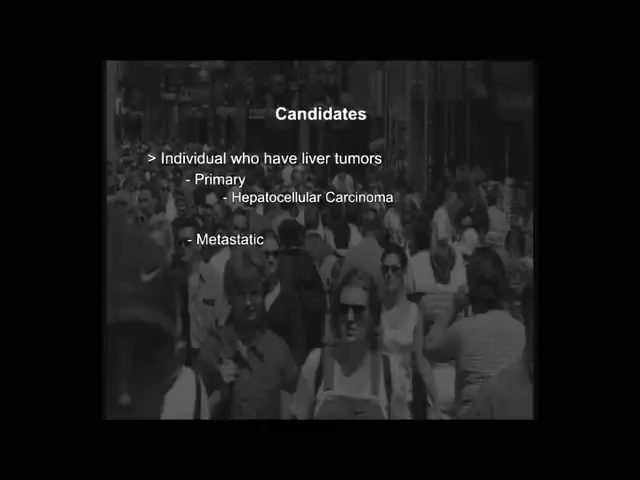 Candidates
> Individual who have liver tumors
- Primary
- Hepatocellular Carcinoma
- Metastatic